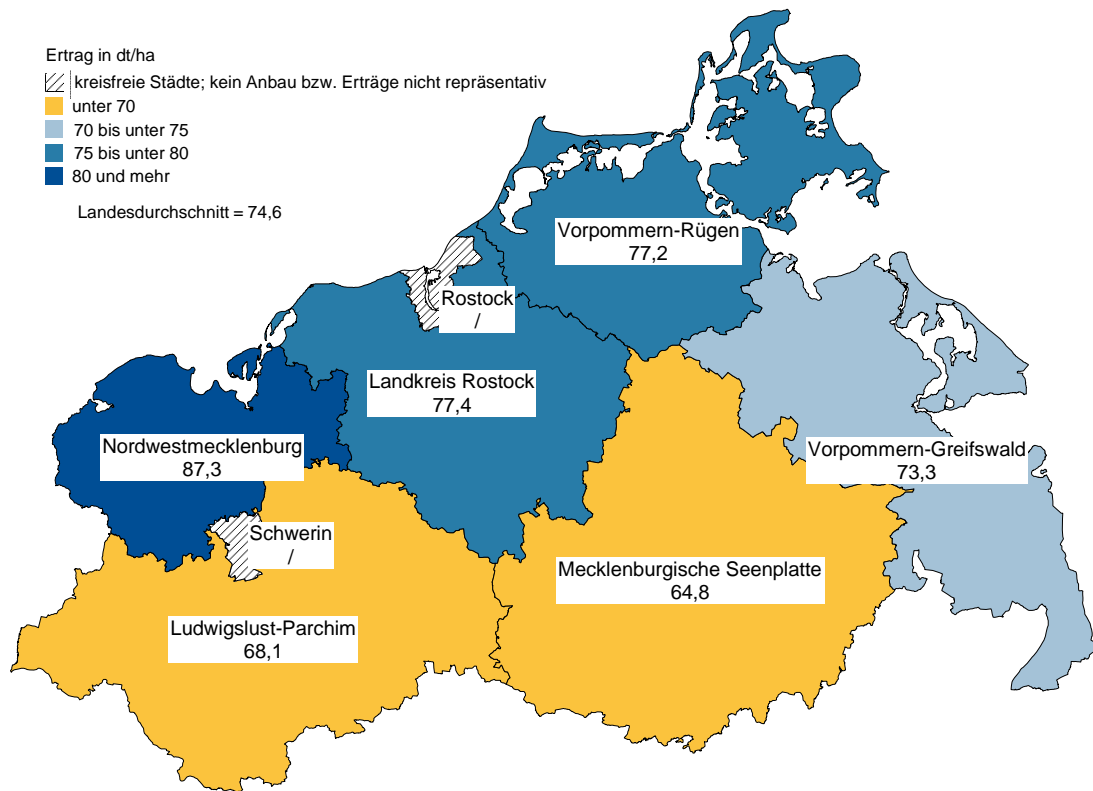 Ertrag in dt/ha
kreisfreie Städte; kein Anbau bzw. Erträge nicht repräsentativ
unter 70
70 bis unter 75
75 bis unter 80
80 und mehr
Landesdurchschnitt = 74,6
Vorpommern-Rügen
77,2
Rostock
/
Landkreis Rostock
77,4
Nordwestmecklenburg
87,3
Vorpommern-Greifswald
73,3
Schwerin
/
Mecklenburgische Seenplatte
64,8
Ludwigslust-Parchim
68,1